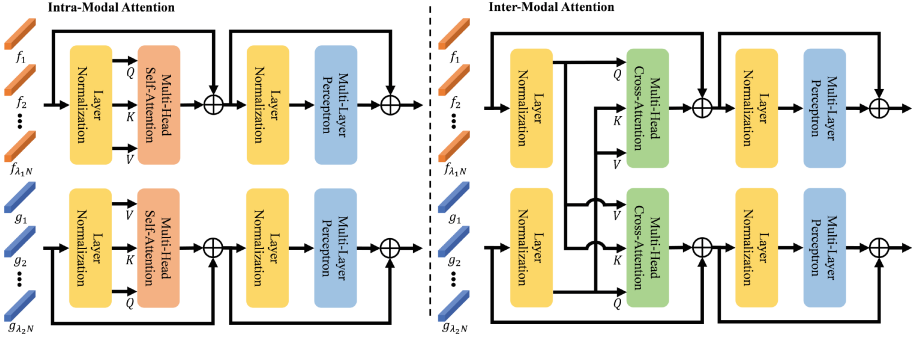 Intra-Modal Attention
f1
f2
...
fλ1N
g1
g2
...
gλ2N
Layer
Normalization
Q
K
V
Multi-Head
Self-Attention
Layer
Normalization
Multi-Layer
Perceptron
Layer
Normalization
V
K
Q
Multi-Head
Self-Attention
Layer
Normalization
Multi-Layer
Perceptron
Inter-Modal Attention
f1
f2
...
fλ1N
g1
g2
...
gλ2N
Layer
Normalization
Q
K
V
Multi-Head
Cross-Attention
Layer
Normalization
Multi-Layer
Perceptron
Layer
Normalization
V
K
Q
Multi-Head
Cross-Attention
Layer
Normalization
Multi-Layer
Perceptron